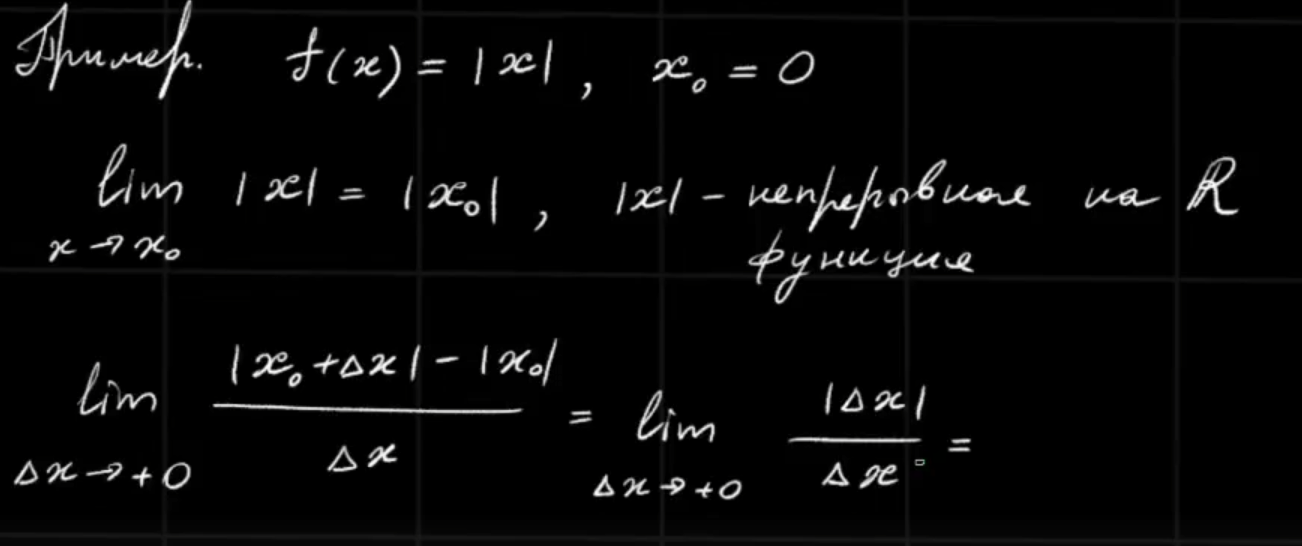 Пример. f(x) = |x|, x₀ = 0
lim x→x₀ |x| = |x₀|, |x| - непрерывная на ℝ
функция
lim Δx→+0 (|x₀+Δx| - |x₀|)/Δx = lim Δx→+0 |Δx|/Δx =